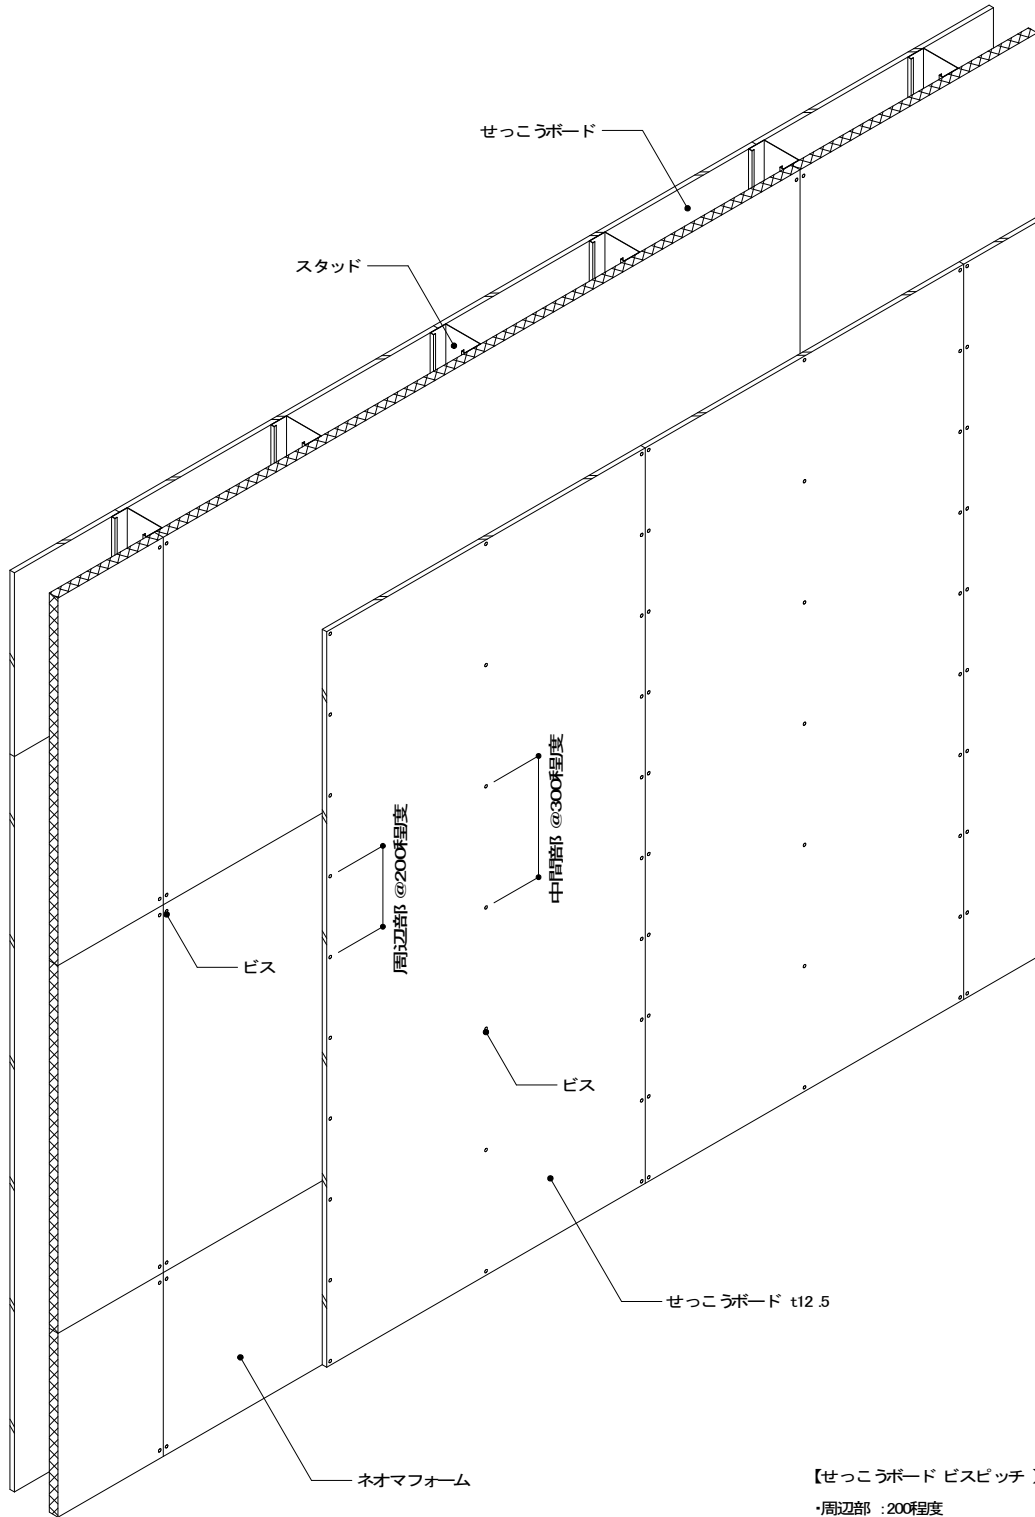 せっこうボード
スタッド
周辺部 @200程度
中間部 @300程度
ビス
ビス
せっこうボード t12.5
ネオマフォーム
【せっこうボード ビスピッチ】
・周辺部 :200程度